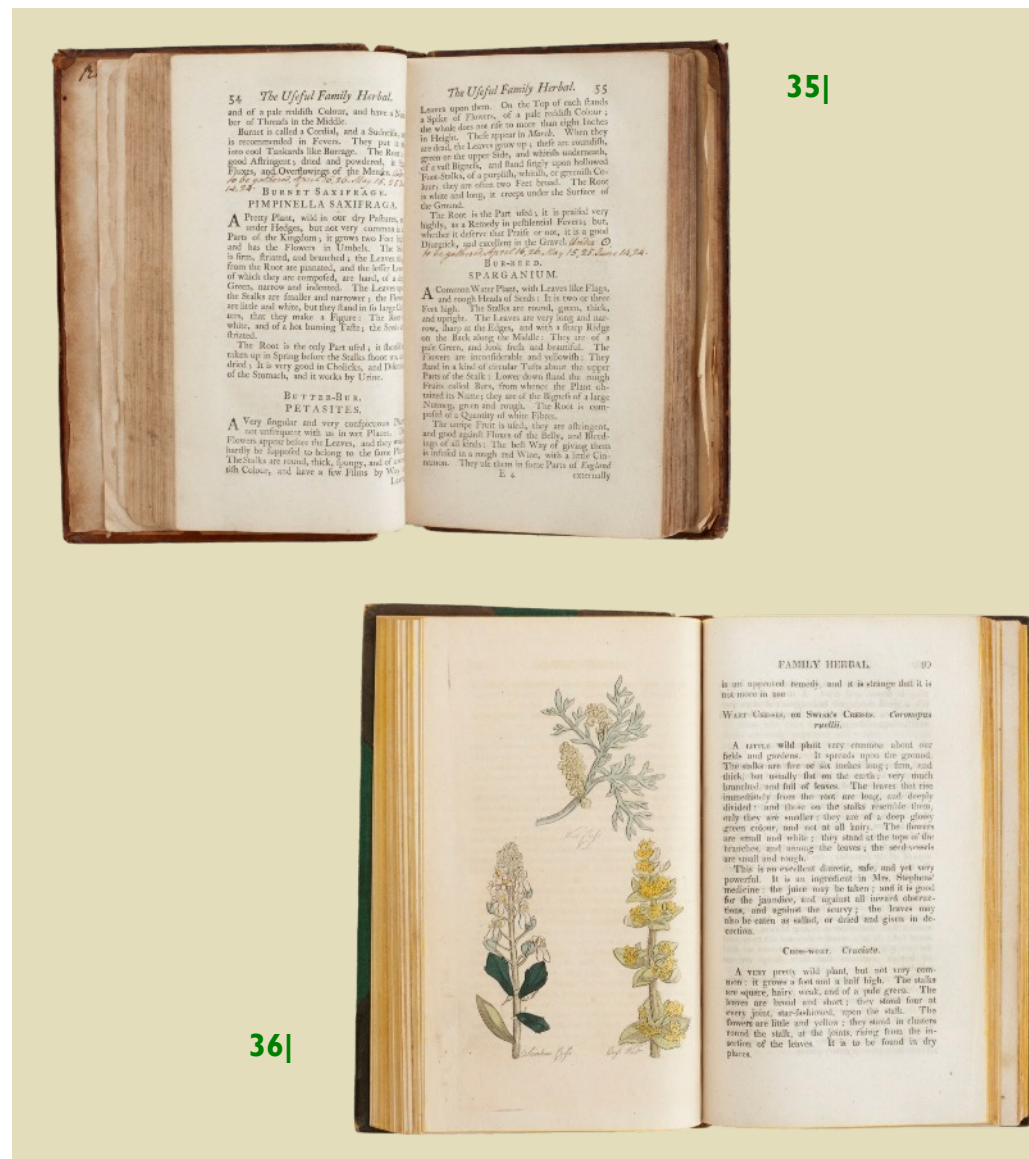 35|
54 The Uſeful Family Herbal.
and of a pale reddiſh Colour, and have a
ber of Threads in the Middle.
Burnet is called a Cordial, and a Sudorific,
is recommended in Fevers. They put it
into cool Tankards like Borrage. The Root
good Aſtringent; dried and powdered, it
Fluxes, and Overflowings of the Menſes.
to be gathered, April 16, 26. May 15, 25
14, 24.
BURNET SAXIFRAGE.
PIMPINELLA SAXIFRAGA.
A Pretty Plant, wild in our dry Paſtures,
under Hedges, but not very common
Parts of the Kingdom; it grows two Feet
and has the Flowers in Umbels. The
is firm, ſtriated, and branched; the Leaves
from the Root are pinnated, and the leſſer
of which they are compoſed, are hard, of a
Green, narrow and indented. The Leaves
the Stalks are ſmaller and narrower; the
are little and white, but they ſtand in ſo large
that they make a Figure: The
white, and of a hot burning Taſte; the
ſtriated.
The Root is the only Part uſed; it
taken up in Spring before the Stalks ſhoot
dried; It is very good in Cholicks, and
of the Stomach, and it works by Urine.
BUTTER-BUR.
PETASITES.
A Very ſingular and very conſpicuous
not unfrequent with us in wet Places.
Flowers appear before the Leaves, and they
hardly be ſuppoſed to belong to the ſame
The Stalks are round, thick, ſpungy, and of
tiſh Colour, and have a few Films by Way
The Uſeful Family Herbal. 55
Leaves upon them. On the Top of each ſtands
a Spike of Flowers, of a pale reddiſh Colour;
the whole does not riſe to more than eight Inches
in Height. Theſe appear in March. When they
are dead, the Leaves grow up; theſe are roundiſh,
green on the upper Side, and whitiſh underneath,
of a vaſt Bigneſs, and ſtand ſingly upon hollowed
Foot-Stalks, of a purpliſh, whitiſh, or greeniſh Co-
lour; they are often two Feet broad. The Root
is white and long, it creeps under the Surface of
the Ground.
The Root is the Part uſed; it is praiſed very
highly, as a Remedy in peſtilential Fevers; but,
whether it deſerve that Praiſe or not, it is a good
Diuretick, and excellent in the Gravel. Under ☉
to be gathered, April 16, 26, May 15, 25 June 14, 24.
BUR-REED.
SPARGANIUM.
A Common Water Plant, with Leaves like Flags,
and rough Heads of Seeds: It is two or three
Feet high. The Stalks are round, green, thick,
and upright. The Leaves are very long and nar-
row, ſharp at the Edges, and with a ſharp Ridge
on the Back along the Middle: They are of a
pale Green, and look freſh and beautiful. The
Flowers are inconſiderable and yellowiſh: They
ſtand in a kind of circular Tufts about the upper
Parts of the Stalk: Lower down ſtand the rough
Fruits called Burs, from whence the Plant ob-
tained its Name; they are of the Bigneſs of a large
Nutmeg, green and rough. The Root is com-
poſed of a Quantity of white Fibres.
The unripe Fruit is uſed, they are aſtringent,
and good againſt Fluxes of the Belly, and Bleed-
ings of all kinds: The beſt Way of giving them
is infuſed in a rough red Wine, with a little Cin-
namon. They uſe them in ſome Parts of England
E 4 externally
36|
FAMILY HERBAL.
is an approved remedy, and it is strange that it is
not more in use
WART CRESSES, OR SWINE'S CRESSES. Coronopus
ruellii.
A LITTLE wild plant very common about our
fields and gardens. It spreads upon the ground.
The stalks are five or six inches long; firm, and
thick, but usually flat on the earth; very much
branched, and full of leaves. The leaves that rise
immediately from the root are long, and deeply
divided: and those on the stalks resemble them,
only they are smaller: they are of a deep glossy
green colour, and not at all hairy. The flowers
are small and white; they stand at the tops of the
branches, and among the leaves; the seed-vessels
are small and rough.
This is an excellent diuretic, safe, and yet very
powerful. It is an ingredient in Mrs. Stephens'
medicine: the juice may be taken; and it is good
for the jaundice, and against all inward obstruc-
tions, and against the scurvy; the leaves may
also be eaten as sallad, or dried and given in de-
coction.
CROSS-WORT. Cruciata.
A VERY pretty wild plant, but not very com-
mon: it grows a foot and a half high. The stalks
are square, hairy, weak, and of a pale green. The
leaves are broad and short; they stand four at
every joint, star-fashioned, upon the stalk. The
flowers are little and yellow; they stand in clusters
round the stalk, at the joints, rising from the in-
sertion of the leaves. It is to be found in dry
places.